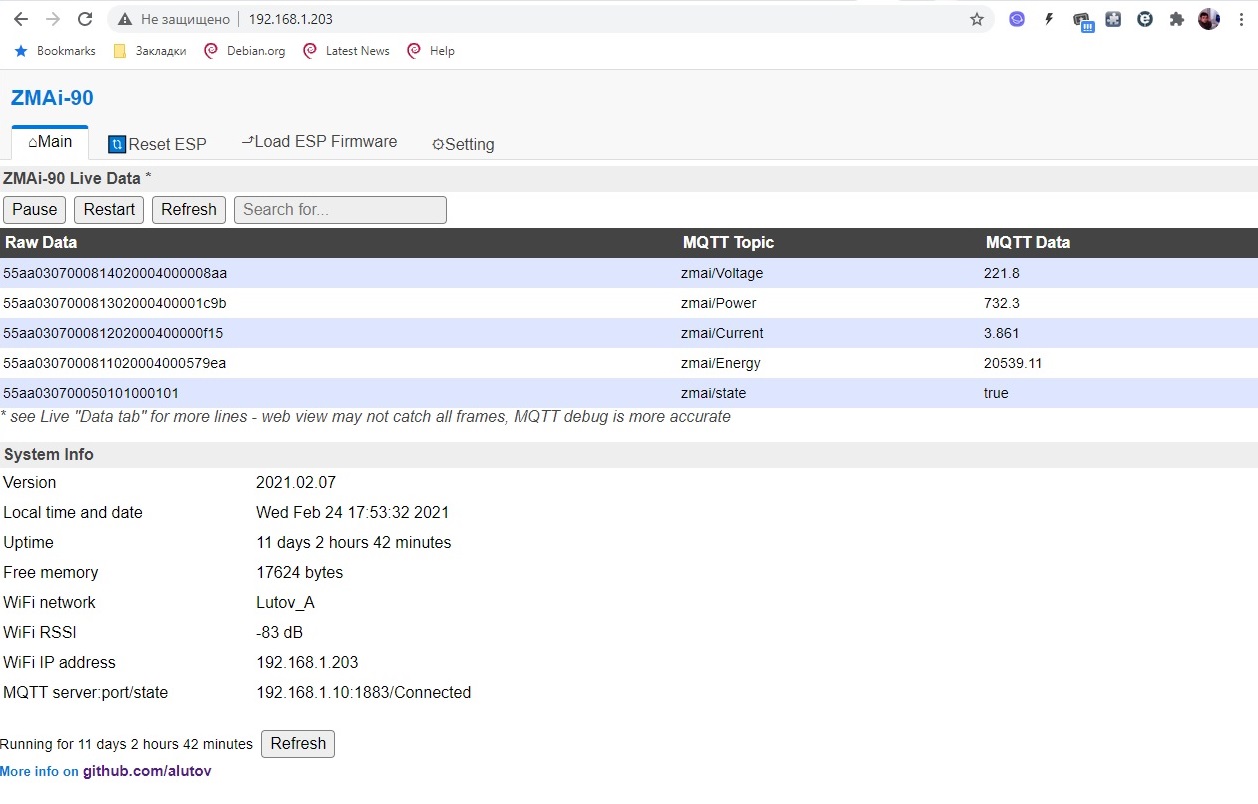 Не защищено 192.168.1.203
Bookmarks Закладки Debian.org Latest News Help
ZMAi-90
Main Reset ESP Load ESP Firmware Setting
ZMAi-90 Live Data *
Pause Restart Refresh Search for...
Raw Data MQTT Topic MQTT Data
55aa0307000814020004000008aa zmai/Voltage 221.8
55aa030700081302000400001c9b zmai/Power 732.3
55aa030700081202000400000f15 zmai/Current 3.861
55aa0307000811020004000579ea zmai/Energy 20539.11
55aa030700050101000101 zmai/state true
* see Live "Data tab" for more lines - web view may not catch all frames, MQTT debug is more accurate
System Info
Version 2021.02.07
Local time and date Wed Feb 24 17:53:32 2021
Uptime 11 days 2 hours 42 minutes
Free memory 17624 bytes
WiFi network Lutov_A
WiFi RSSI -83 dB
WiFi IP address 192.168.1.203
MQTT server:port/state 192.168.1.10:1883/Connected
Running for 11 days 2 hours 42 minutes Refresh
More info on github.com/alutov